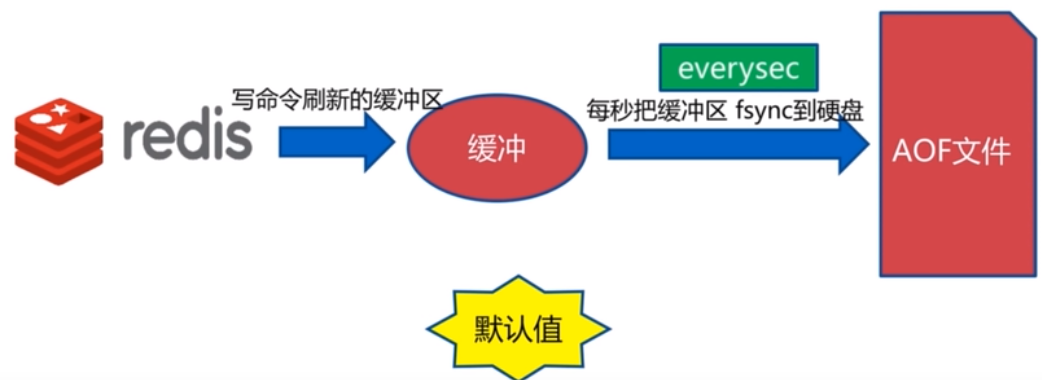 redis
写命令刷新的缓冲区
缓冲
everysec
每秒把缓冲区 fsync到硬盘
AOF文件
默认值